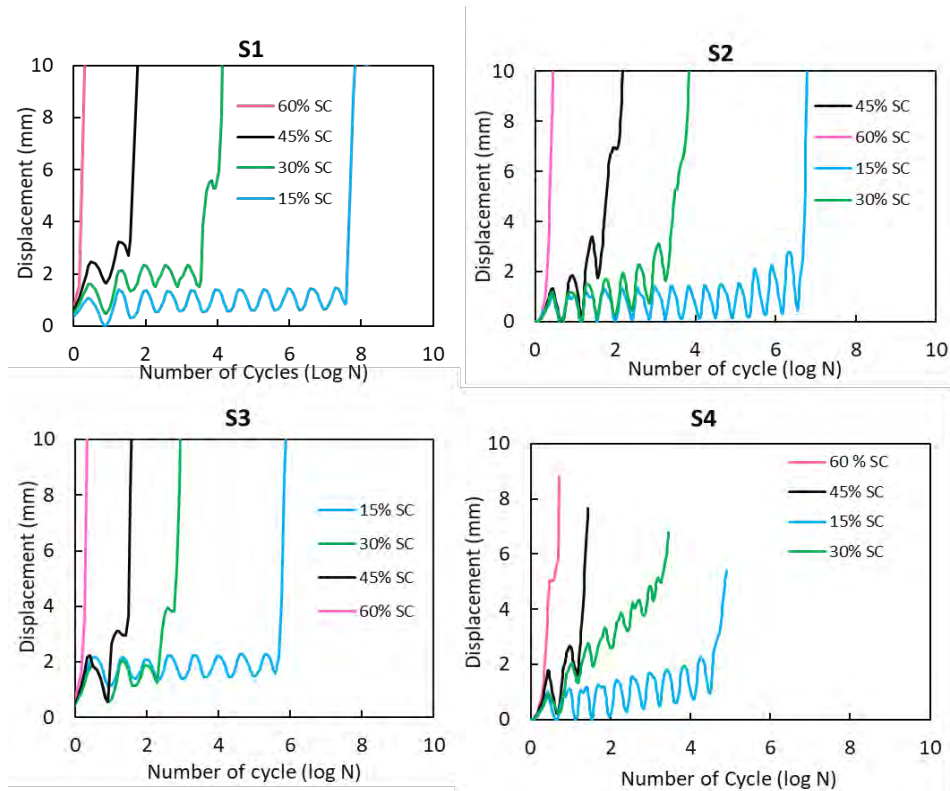 S1
10
8
6
4
2
0
Displacement (mm)
60% SC
45% SC
30% SC
15% SC
0 2 4 6 8 10
Number of Cycles (Log N)
S2
10
8
6
4
2
0
Displacement (mm)
45% SC
60% SC
15% SC
30% SC
0 2 4 6 8 10
Number of cycle (log N)
S3
10
8
6
4
2
0
Displacement (mm)
15% SC
30% SC
45% SC
60% SC
0 2 4 6 8 10
Number of cycle (log N)
S4
10
8
6
4
2
0
Displacement (mm)
60 % SC
45% SC
15% SC
30% SC
0 2 4 6 8 10
Number of Cycle (log N)